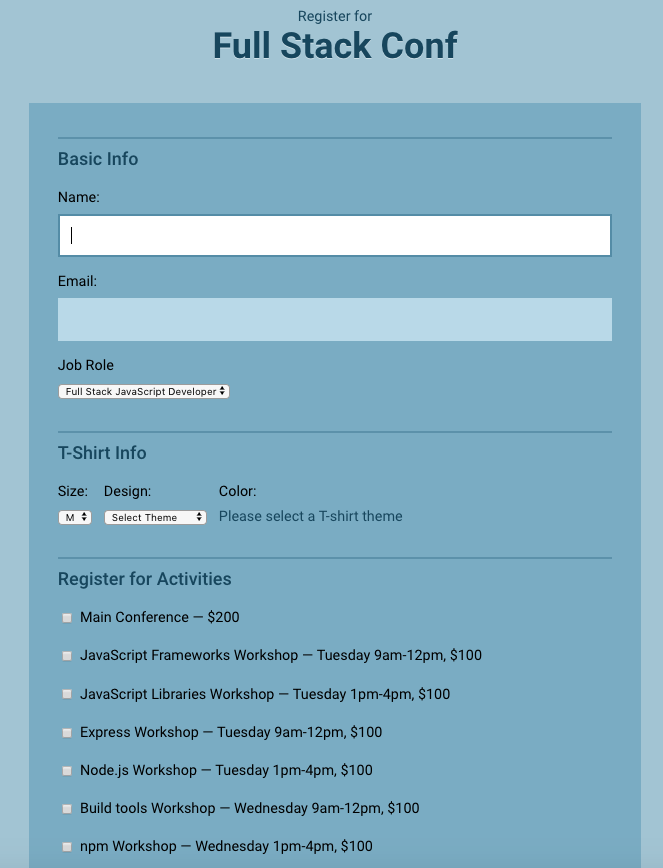 Register for
Full Stack Conf
Basic Info
Name:
Email:
Job Role
Full Stack JavaScript Developer
T-Shirt Info
Size: Design: Color:
M Select Theme Please select a T-shirt theme
Register for Activities
Main Conference — $200
JavaScript Frameworks Workshop — Tuesday 9am-12pm, $100
JavaScript Libraries Workshop — Tuesday 1pm-4pm, $100
Express Workshop — Tuesday 9am-12pm, $100
Node.js Workshop — Tuesday 1pm-4pm, $100
Build tools Workshop — Wednesday 9am-12pm, $100
npm Workshop — Wednesday 1pm-4pm, $100